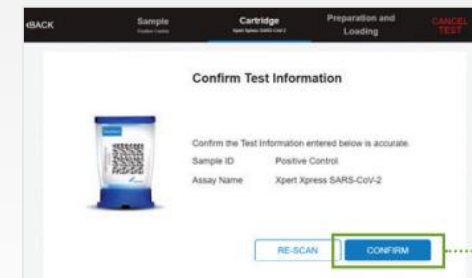 ‹BACK
Sample
Positive Control
Cartridge
Xpert Xpress SARS-CoV-2
Preparation and
Loading
CANCEL
TEST
Confirm Test Information
Confirm the Test Information entered below is accurate.
Sample ID Positive Control
Assay Name Xpert Xpress SARS-CoV-2
RE-SCAN
CONFIRM